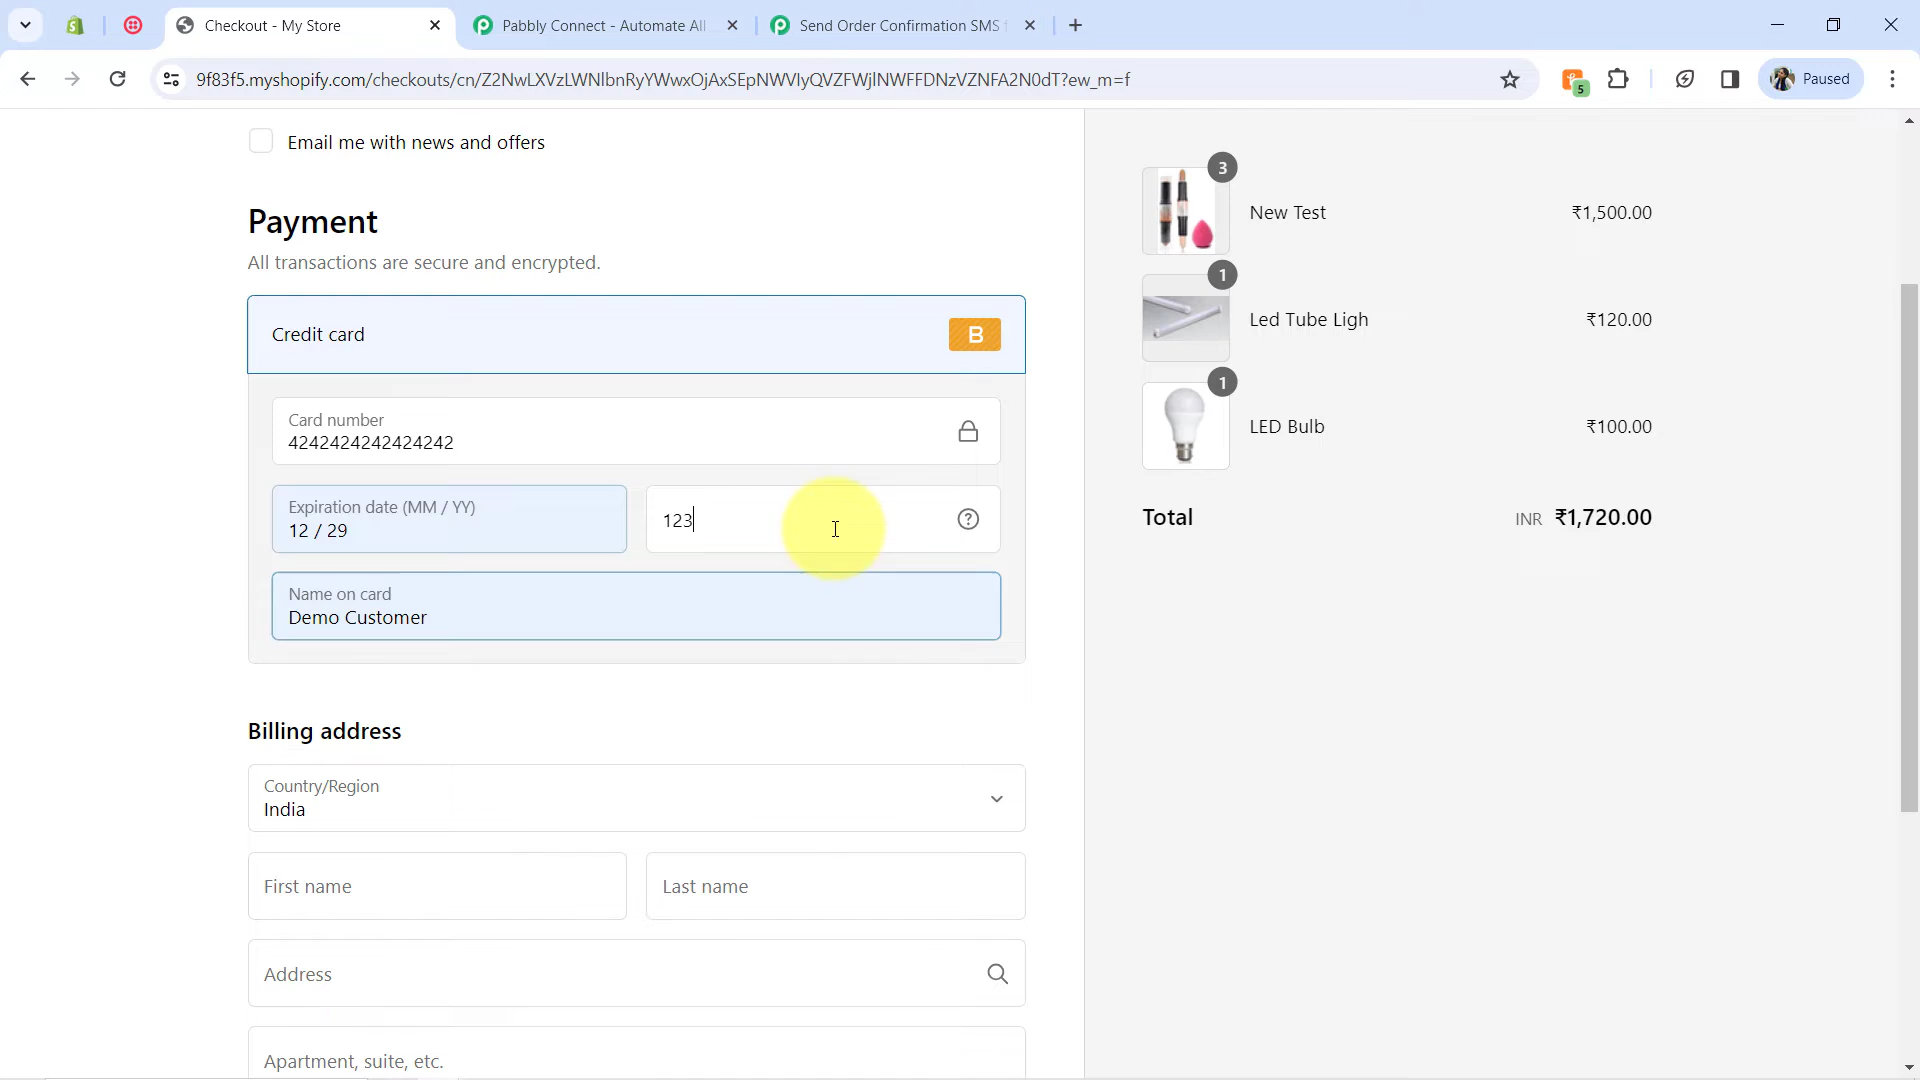 Checkout - My Store
Pabbly Connect - Automate All
Send Order Confirmation SMS f
9f83f5.myshopify.com/checkouts/cn/Z2NwLXVzLWNlbnRyYWwxOjAxSEpNWVIyQVZFWjlNWFFDNzVZNFA2N0dT?ew_m=f
5
Paused
Email me with news and offers
Payment
All transactions are secure and encrypted.
Credit card
B
Card number
4242424242424242
Expiration date (MM / YY)
12 / 29
123
Name on card
Demo Customer
Billing address
Country/Region
India
First name
Last name
Address
Apartment, suite, etc.
3
New Test
₹1,500.00
1
Led Tube Ligh
₹120.00
1
LED Bulb
₹100.00
Total
INR ₹1,720.00